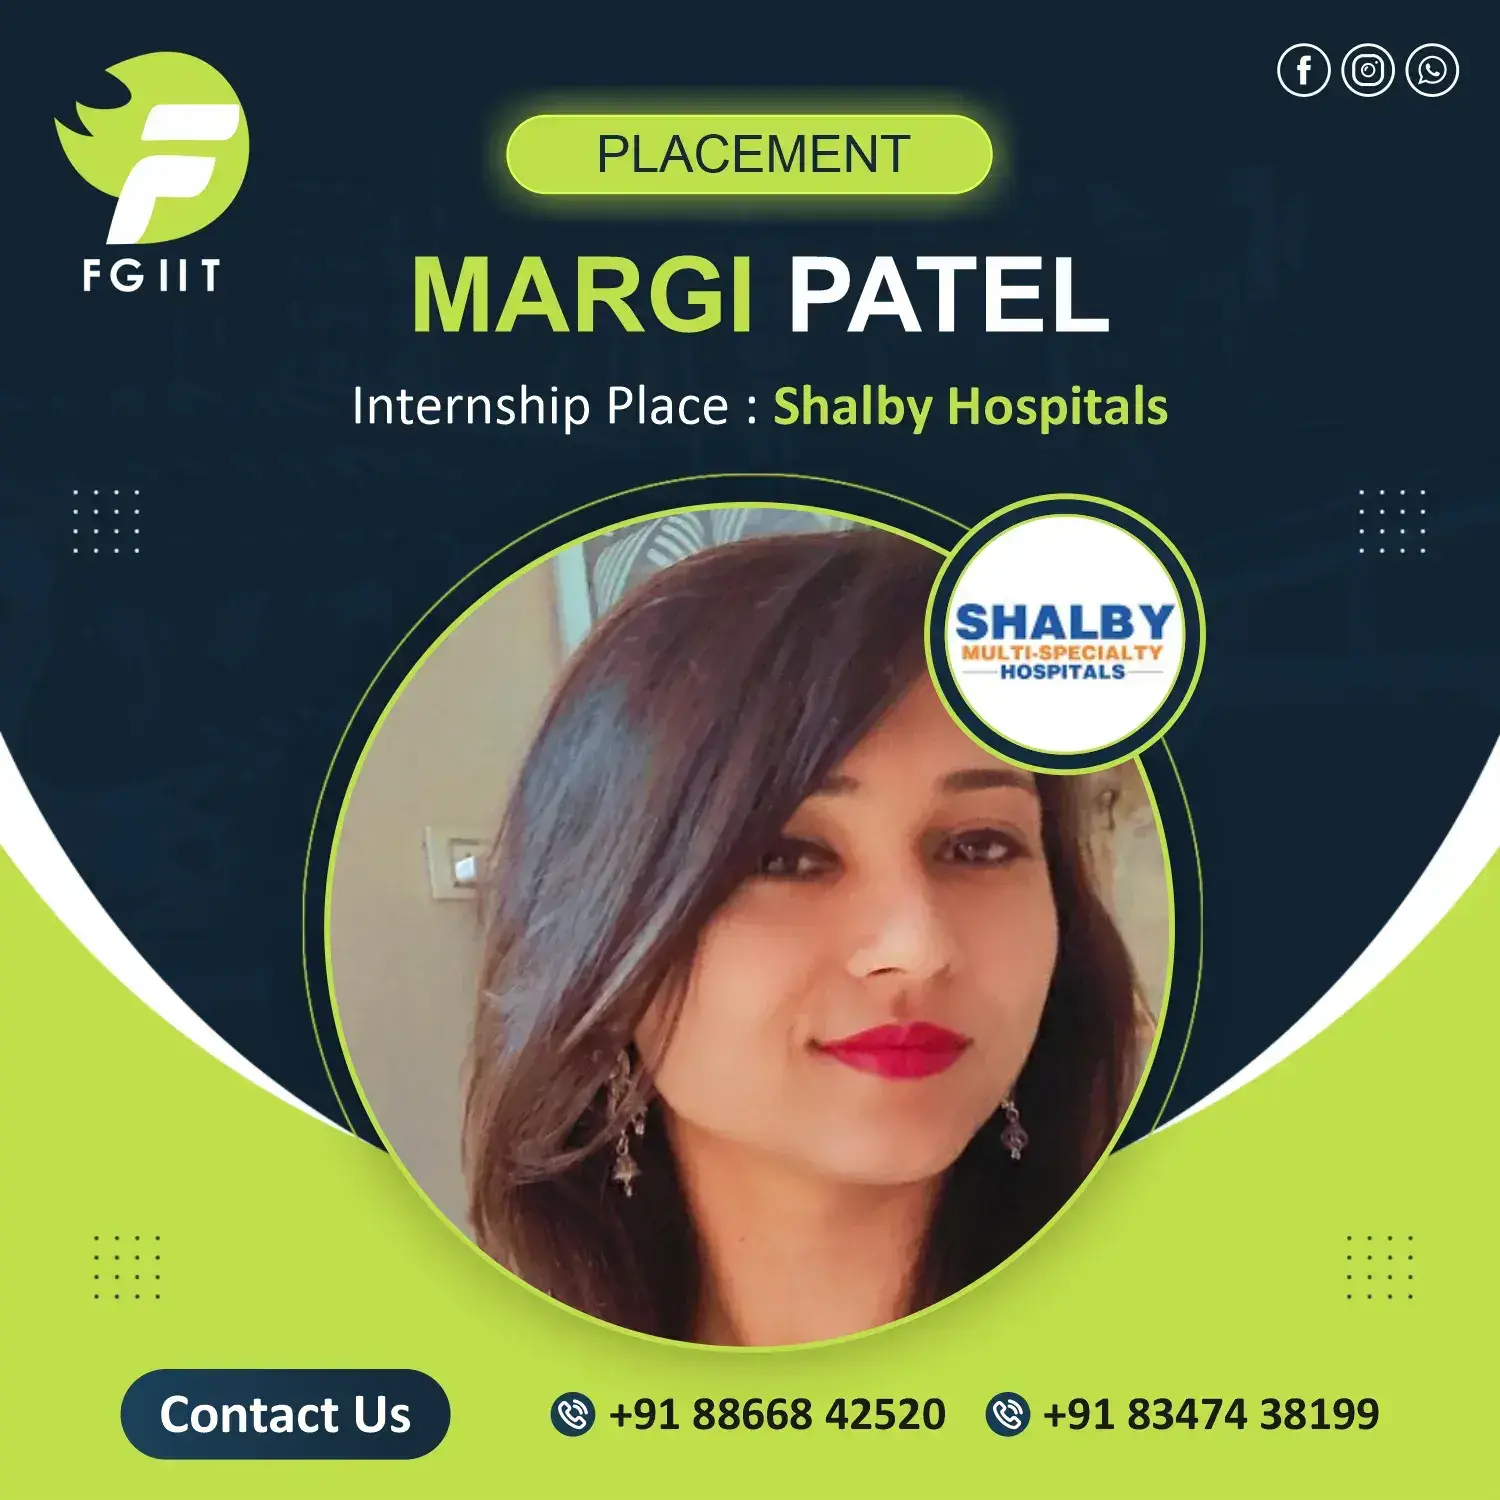 PLACEMENT
FGIIT
MARGI PATEL
Internship Place : Shalby Hospitals
SHALBY
MULTI-SPECIALTY
HOSPITALS
Contact Us
+91 88668 42520
+91 83474 38199